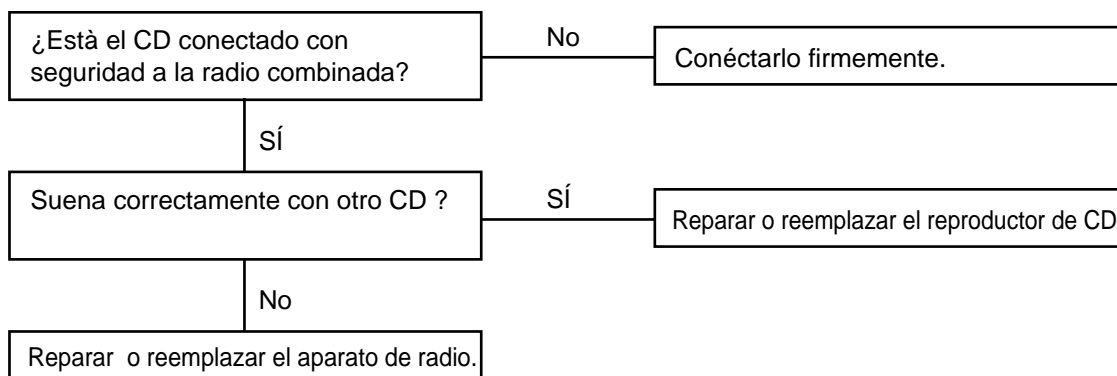 ¿Està el CD conectado con
seguridad a la radio combinada?
No
Conéctarlo firmemente.
SÍ
Suena correctamente con otro CD ?
SÍ
Reparar o reemplazar el reproductor de CD
No
Reparar o reemplazar el aparato de radio.